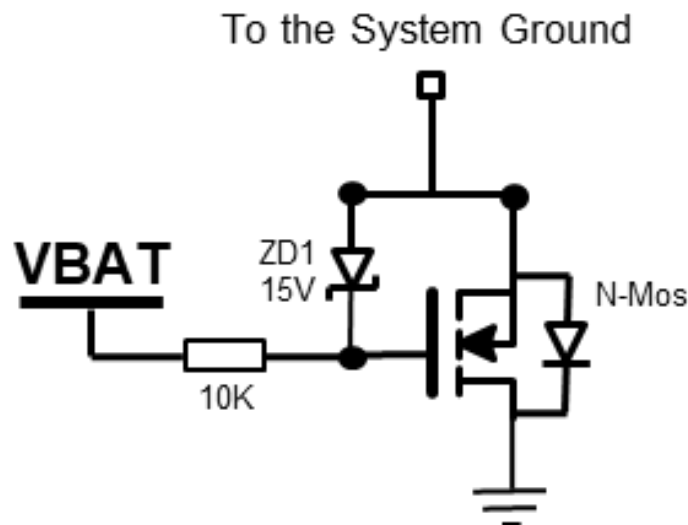 To the System Ground
VBAT
ZD1
15V
N-Mos
10K